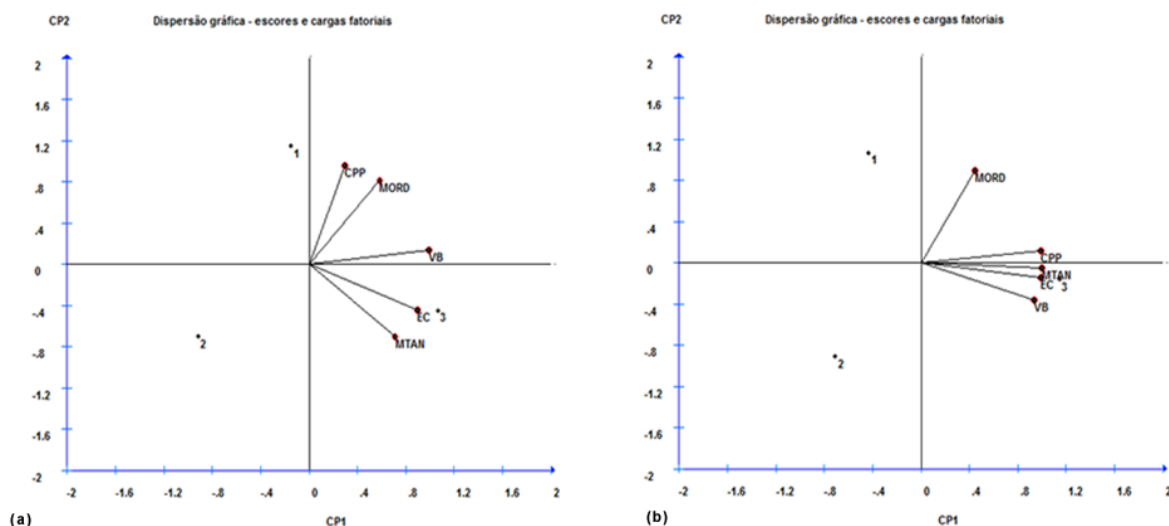 CP2 Dispersão gráfica - escores e cargas fatoriais
2
1.6
1.2
.8
.4
0
-.4
-.8
-1.2
-1.6
-2
1
CPP
MORD
VB
EC
3
MTAN
2
-2 -1.6 -1.2 -.8 -.4 0 .4 .8 1.2 1.6 2
CP1
(a)
CP2 Dispersão gráfica - escores e cargas fatoriais
2
1.6
1.2
.8
.4
0
-.4
-.8
-1.2
-1.6
-2
1
MORD
CPP
MTAN
EC
3
VB
2
-2 -1.6 -1.2 -.8 -.4 0 .4 .8 1.2 1.6 2
CP1
(b)